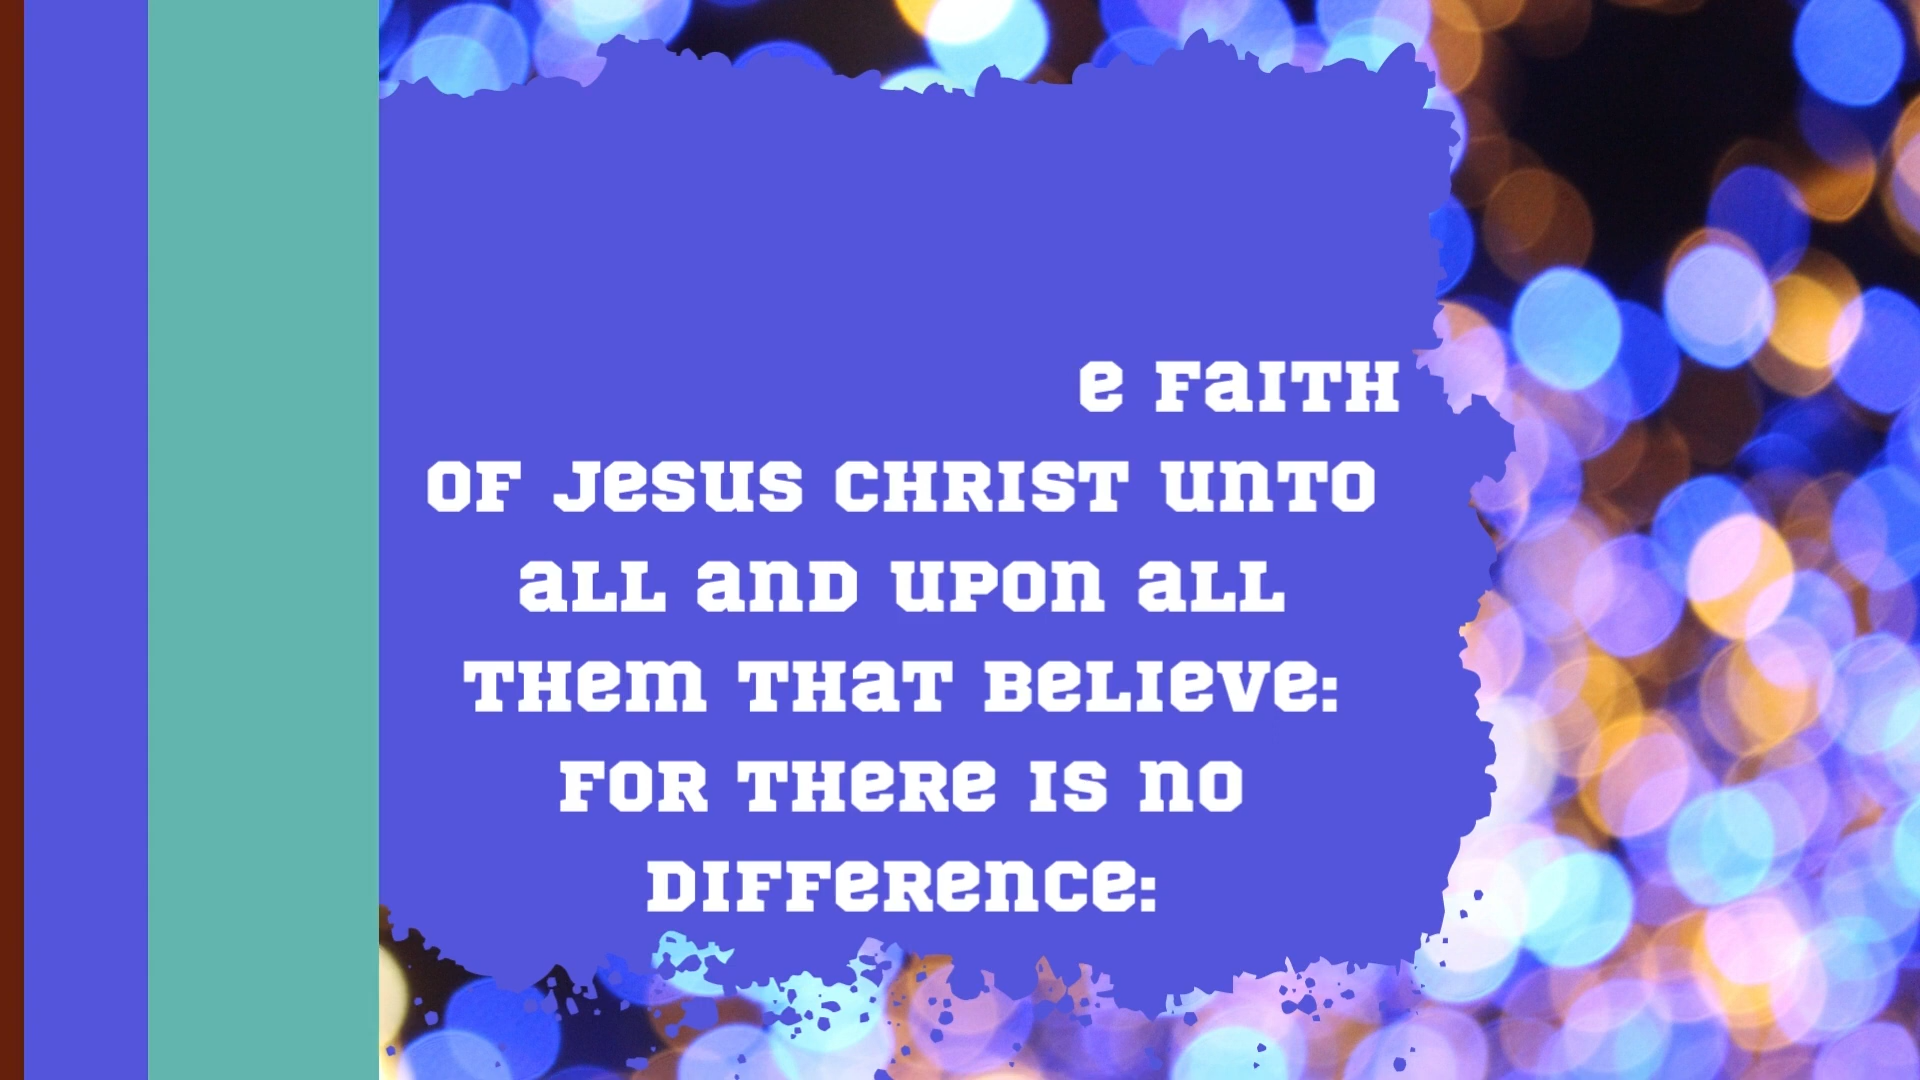 e FaITH
OF JesUS CHRIST UnTO
aLL anD UPOn aLL
THem THaT BeLIeVe:
FOR THeRe IS nO
DIFFeRenCe: